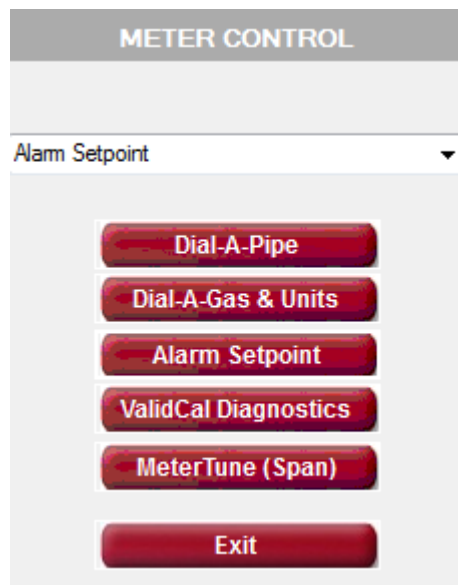 METER CONTROL
Alarm Setpoint
Dial-A-Pipe
Dial-A-Gas & Units
Alarm Setpoint
ValidCal Diagnostics
MeterTune (Span)
Exit